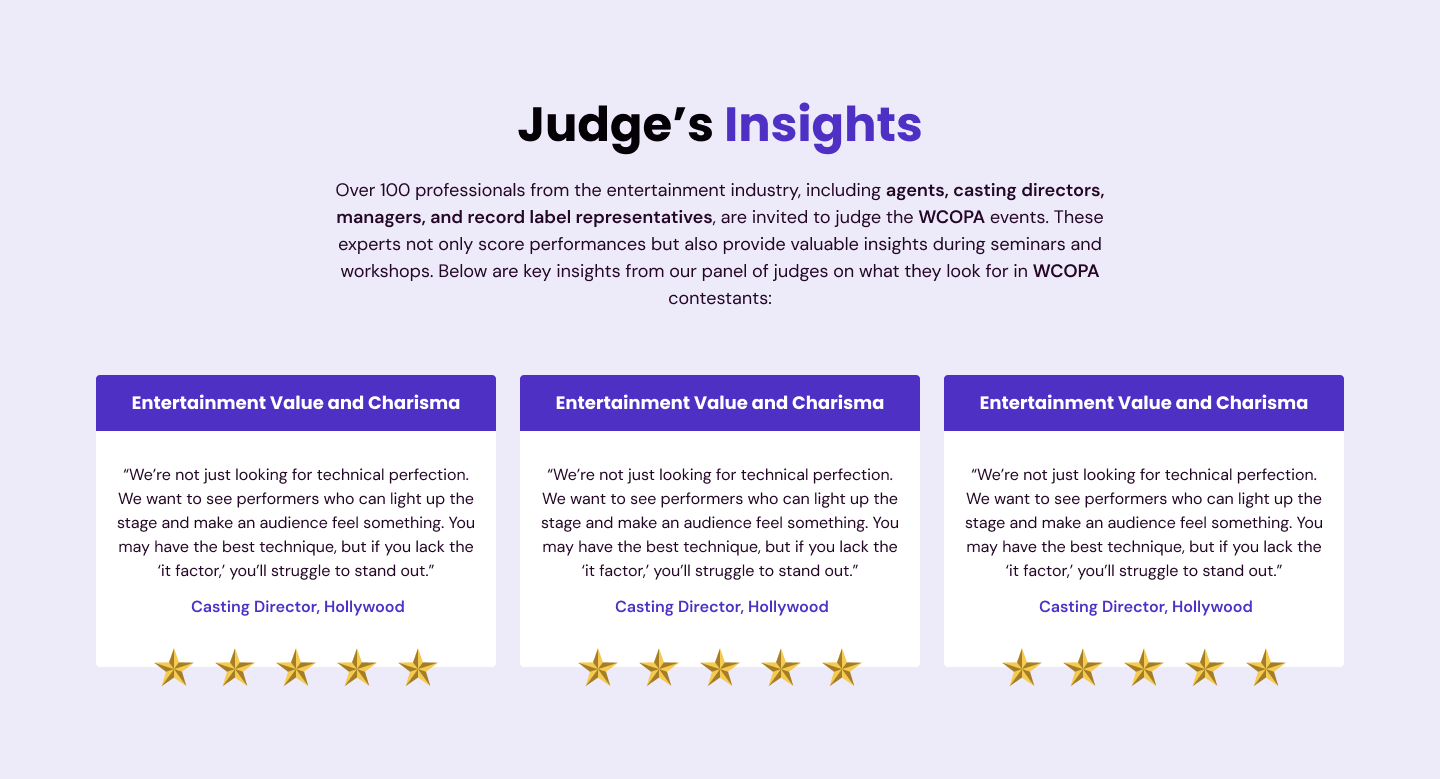 Judge’s Insights
Over 100 professionals from the entertainment industry, including agents, casting directors,
managers, and record label representatives, are invited to judge the WCOPA events. These
experts not only score performances but also provide valuable insights during seminars and
workshops. Below are key insights from our panel of judges on what they look for in WCOPA
contestants:
Entertainment Value and Charisma
“We’re not just looking for technical perfection.
We want to see performers who can light up the
stage and make an audience feel something. You
may have the best technique, but if you lack the
‘it factor,’ you’ll struggle to stand out.”
Casting Director, Hollywood
Entertainment Value and Charisma
“We’re not just looking for technical perfection.
We want to see performers who can light up the
stage and make an audience feel something. You
may have the best technique, but if you lack the
‘it factor,’ you’ll struggle to stand out.”
Casting Director, Hollywood
Entertainment Value and Charisma
“We’re not just looking for technical perfection.
We want to see performers who can light up the
stage and make an audience feel something. You
may have the best technique, but if you lack the
‘it factor,’ you’ll struggle to stand out.”
Casting Director, Hollywood